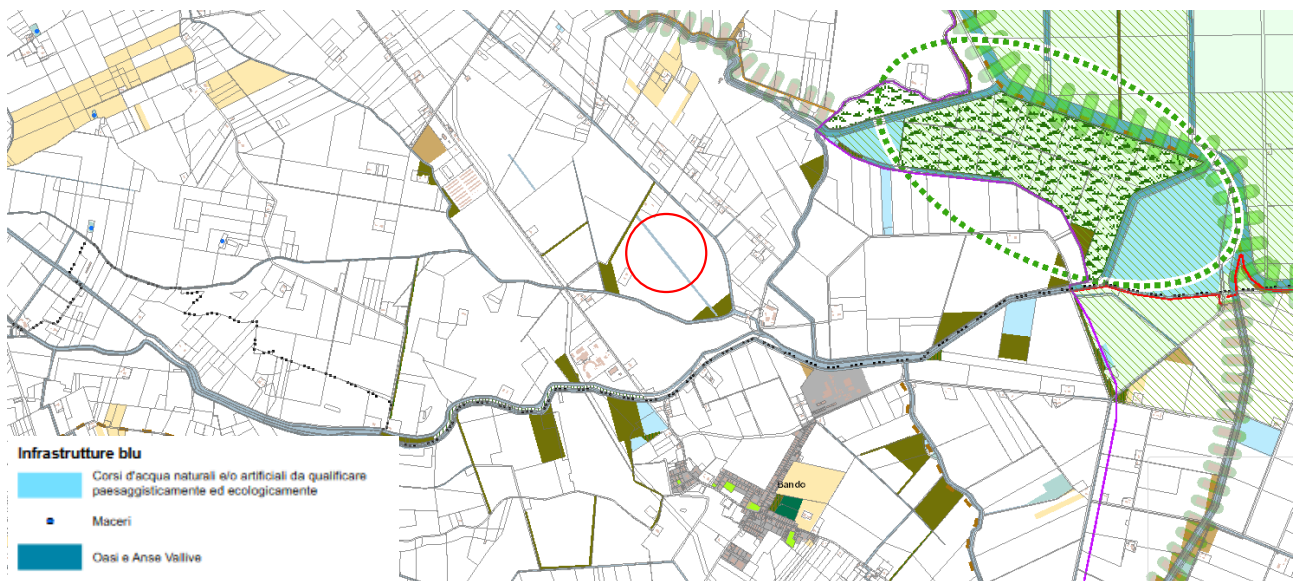 Bando
Infrastrutture blu
Corsi d'acqua naturali e/o artificiali da qualificare
paesaggisticamente ed ecologicamente
Maceri
Oasi e Anse Vallive